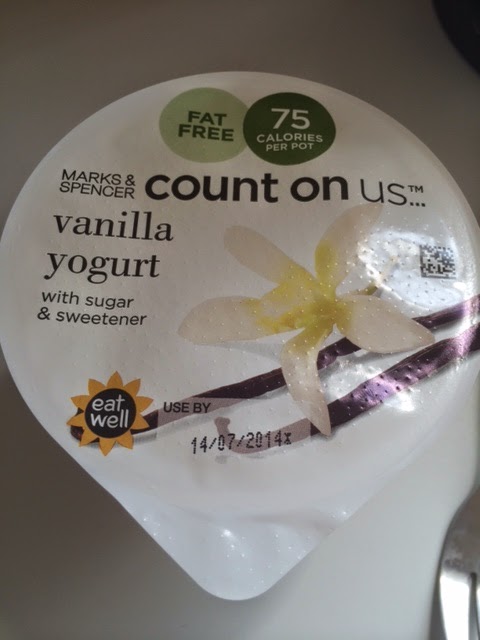 FAT
FREE
75
CALORIES
PER POT
MARKS &
SPENCER
count on us™...
vanilla
yogurt
with sugar
& sweetener
eat
well
USE BY
14/07/2014